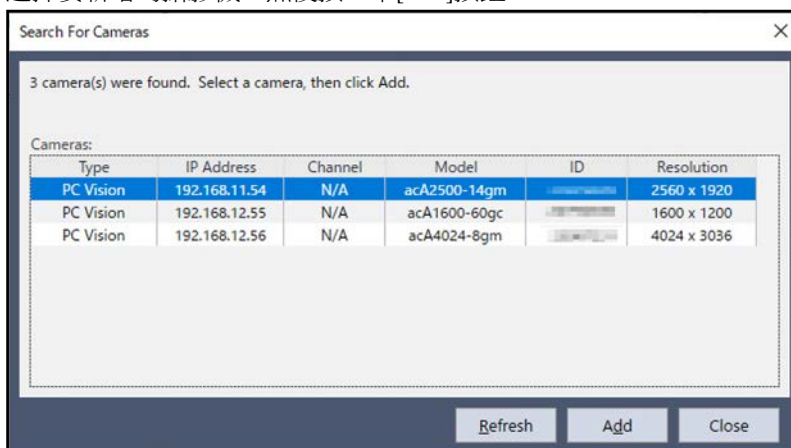 Search For Cameras
3 camera(s) were found. Select a camera, then click Add.
Cameras:
Type IP Address Channel Model ID Resolution
PC Vision 192.168.11.54 N/A acA2500-14gm 2560 x 1920
PC Vision 192.168.12.55 N/A acA1600-60gc 1600 x 1200
PC Vision 192.168.12.56 N/A acA4024-8gm 4024 x 3036
Refresh Add Close